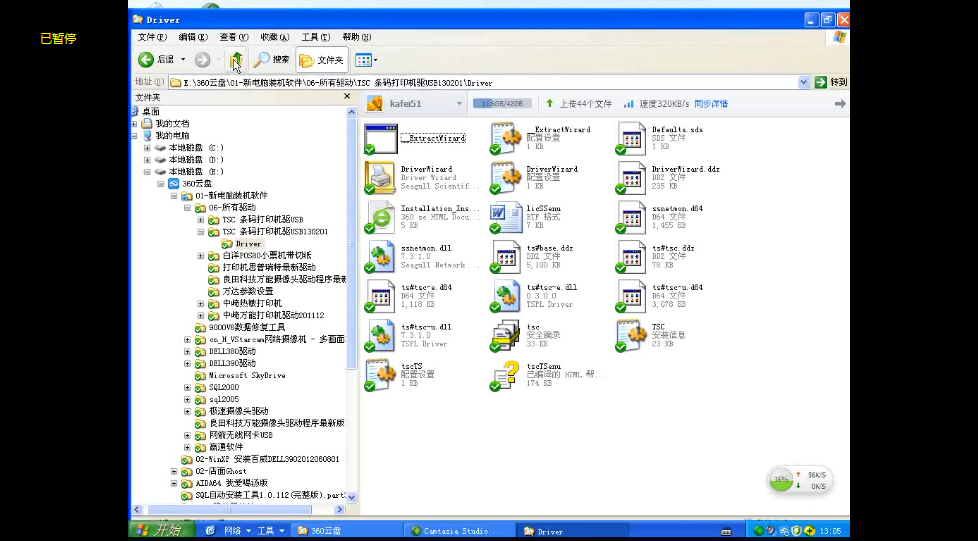 已暂停
Driver
文件(F) 编辑(E) 查看(V) 收藏(A) 工具(T) 帮助(H)
后退 搜索 文件夹
地址(D) E:\360云盘\01-新电脑装机软件\06-所有驱动\TSC 条码打印机驱USB130201\Driver 转到
文件夹
kafei51 11.6GB/42GB 上传44个文件 速度320KB/s 同步详情
桌面
我的文档
我的电脑
本地磁盘 (C:)
本地磁盘 (D:)
本地磁盘 (E:)
360云盘
01-新电脑装机软件
06-所有驱动
TSC 条码打印机驱USB
TSC 条码打印机驱USB130201
Driver
白洋POS80小票机带切纸
打印机思普瑞特最新驱动
良田科技万能摄像头驱动程序最新
万达参数设置
中崎热敏打印机
中崎万能打印机驱动201112
9000V6数据修复工具
cn_H_VStarcam网络摄像机 - 多画面
DELL380驱动
DELL390驱动
Microsoft SkyDrive
SQL2000
sql2005
极速摄像头驱动
良田科技万能摄像头驱动程序最新版
网能无线网卡USB
赢通软件
02-WinXP 安装百威DELL3902012060801
02-店面Ghost
AIDA64 我爱喝汤版
SQL自动安装工具1.0.112(完整版).part
_ExtractWizard
_ExtractWizard
配置设置
1 KB
Defaults.sds
SDS 文件
1 KB
DriverWizard
Driver Wizard
Seagull Scientif...
DriverWizard
配置设置
1 KB
DriverWizard.ddz
DDZ 文件
235 KB
Installation_Ins...
360 se HTML Docu...
5 KB
licSSenu
RTF 格式
7 KB
ssnetmon.d64
D64 文件
1,455 KB
ssnetmon.dll
7.3.1.0
Seagull Network ...
ts#base.ddz
DDZ 文件
5,100 KB
ts#tsc.ddz
DDZ 文件
78 KB
ts#tsc-e.d64
D64 文件
1,118 KB
ts#tsc-e.dll
0.3.0.0
TSPL Driver
ts#tsc-u.d64
D64 文件
3,078 KB
ts#tsc-u.dll
7.3.1.0
TSPL Driver
tsc
安全编录
33 KB
TSC
安装信息
23 KB
tscTS
配置设置
1 KB
tscTSenu
已编译的 HTML 帮...
174 KB
36%
56K/S
0K/S
开始 网络 工具 360云盘 Camtasia Studio ... Driver 13:05